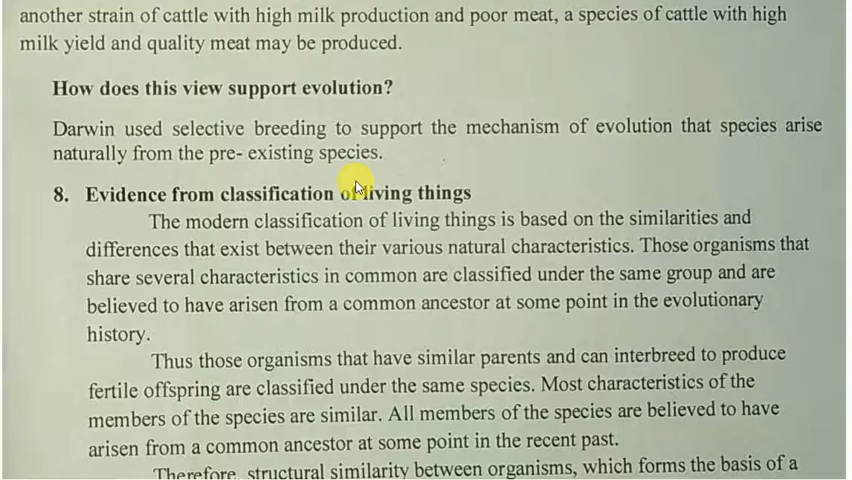 another strain of cattle with high milk production and poor meat, a species of cattle with high
milk yield and quality meat may be produced.
How does this view support evolution?
Darwin used selective breeding to support the mechanism of evolution that species arise
naturally from the pre- existing species.
8. Evidence from classification of living things
The modern classification of living things is based on the similarities and
differences that exist between their various natural characteristics. Those organisms that
share several characteristics in common are classified under the same group and are
believed to have arisen from a common ancestor at some point in the evolutionary
history.
Thus those organisms that have similar parents and can interbreed to produce
fertile offspring are classified under the same species. Most characteristics of the
members of the species are similar. All members of the species are believed to have
arisen from a common ancestor at some point in the recent past.
Therefore, structural similarity between organisms, which forms the basis of a